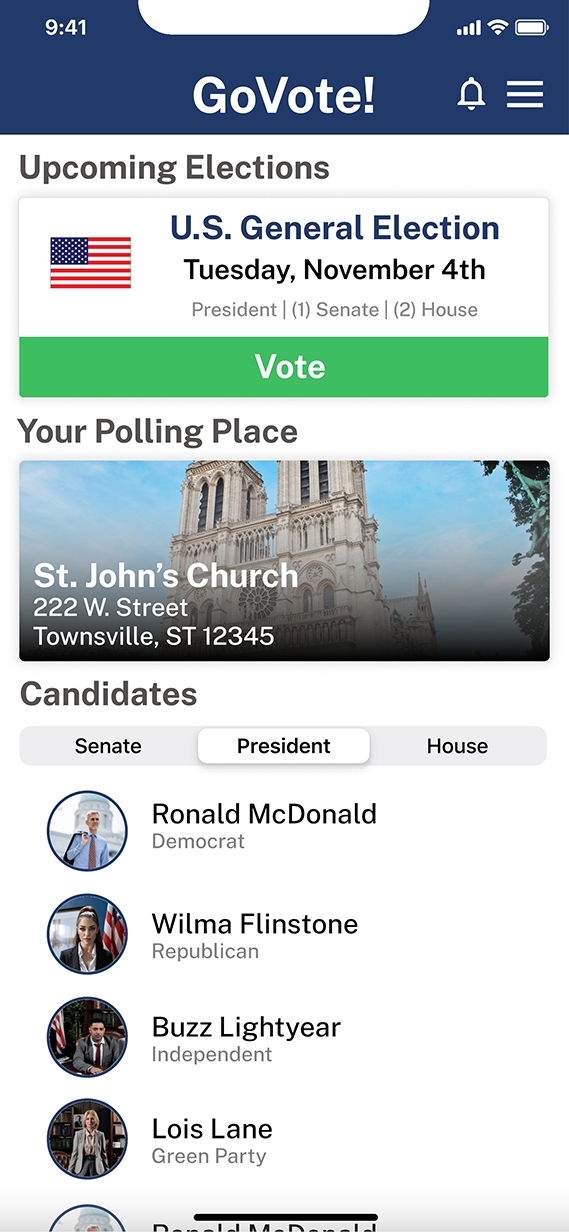 9:41
GoVote!
Upcoming Elections
U.S. General Election
Tuesday, November 4th
President | (1) Senate | (2) House
Vote
Your Polling Place
St. John’s Church
222 W. Street
Townsville, ST 12345
Candidates
Senate President House
Ronald McDonald
Democrat
Wilma Flinstone
Republican
Buzz Lightyear
Independent
Lois Lane
Green Party
Ronald McDonald